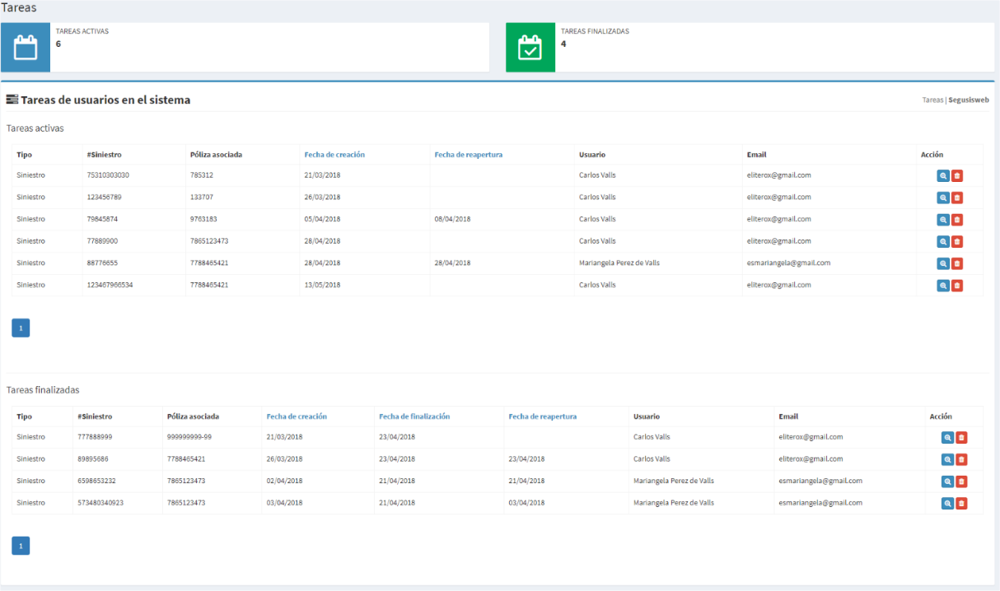 Tareas
TAREAS ACTIVAS
6
TAREAS FINALIZADAS
4
Tareas de usuarios en el sistema
Tareas | Segusisweb
Tareas activas
Tipo #Siniestro Póliza asociada Fecha de creación Fecha de reapertura Usuario Email Acción
Siniestro 75310303030 785312 21/03/2018 Carlos Valls eliterox@gmail.com
Siniestro 123456789 133707 26/03/2018 Carlos Valls eliterox@gmail.com
Siniestro 79845874 9763183 05/04/2018 08/04/2018 Carlos Valls eliterox@gmail.com
Siniestro 77889900 7865123473 28/04/2018 Carlos Valls eliterox@gmail.com
Siniestro 88776655 7788465421 28/04/2018 28/04/2018 Mariangela Perez de Valls esmariangela@gmail.com
Siniestro 123467966534 7788465421 13/05/2018 Carlos Valls eliterox@gmail.com
1
Tareas finalizadas
Tipo #Siniestro Póliza asociada Fecha de creación Fecha de finalización Fecha de reapertura Usuario Email Acción
Siniestro 777888999 999999999-99 21/03/2018 23/04/2018 Carlos Valls eliterox@gmail.com
Siniestro 89895686 7788465421 26/03/2018 23/04/2018 23/04/2018 Carlos Valls eliterox@gmail.com
Siniestro 6598653232 7865123473 02/04/2018 21/04/2018 21/04/2018 Mariangela Perez de Valls esmariangela@gmail.com
Siniestro 573480340923 7865123473 03/04/2018 21/04/2018 03/04/2018 Mariangela Perez de Valls esmariangela@gmail.com
1